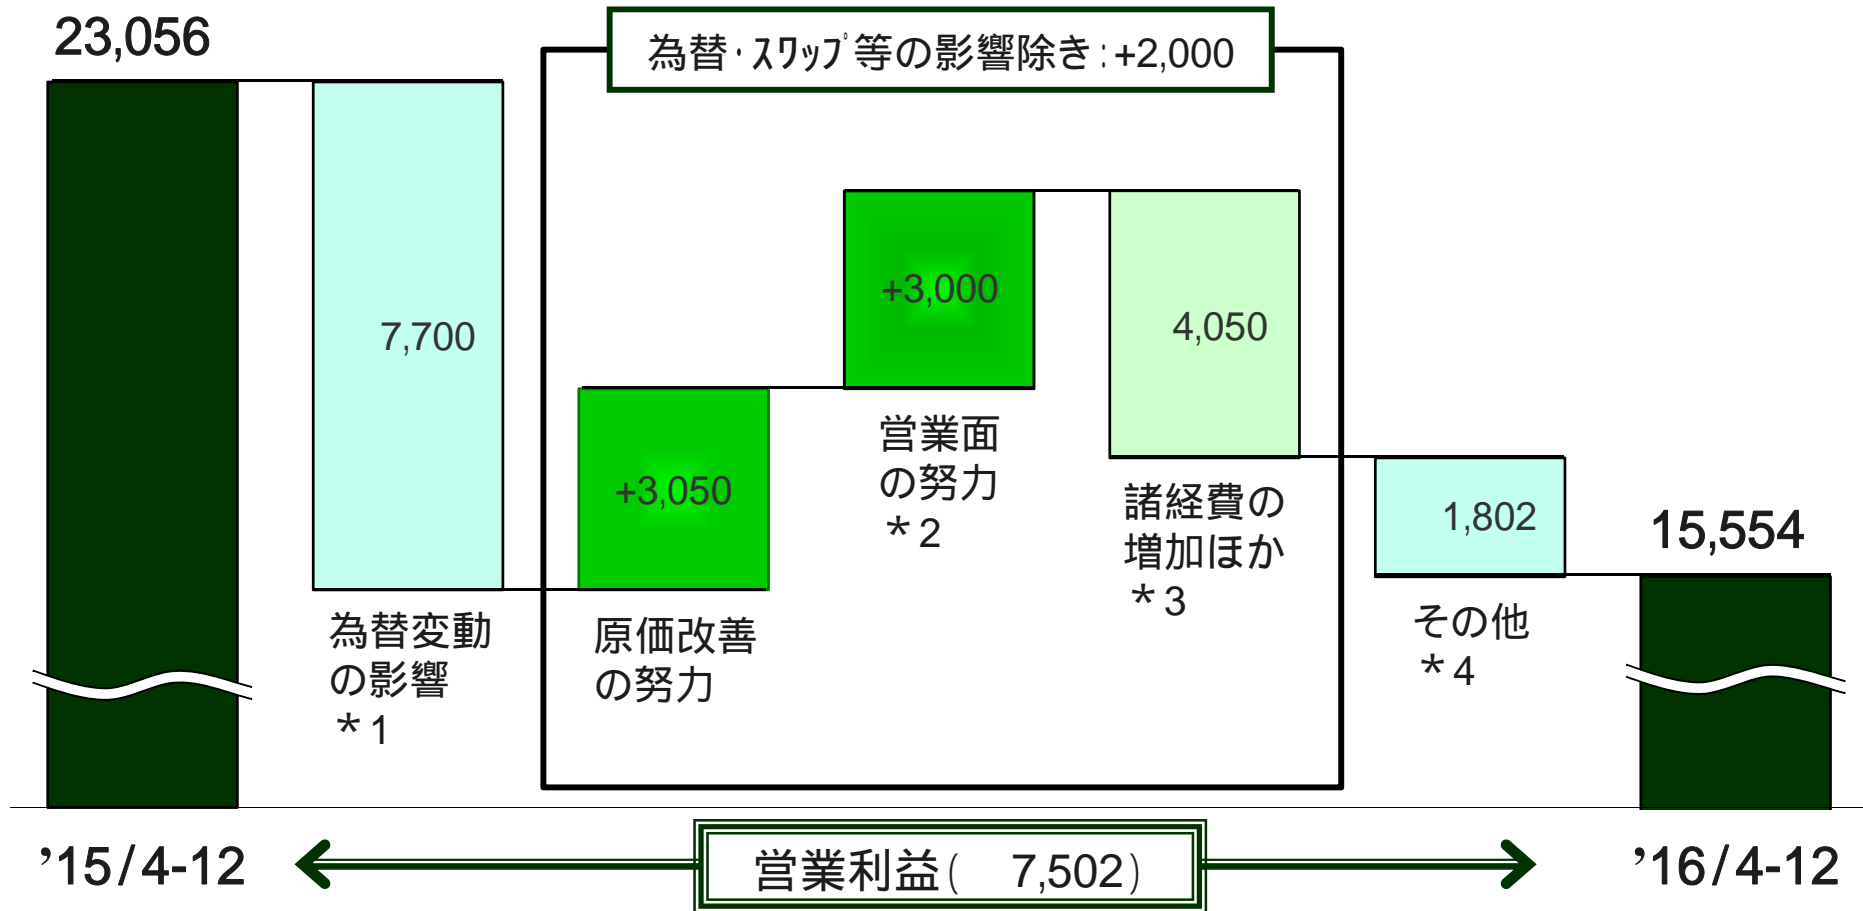 23,056
為替・ｽﾜｯﾌﾟ等の影響除き：+2,000
7,700
+3,050
+3,000
4,050
1,802
15,554
為替変動
の影響
＊1
原価改善
の努力
営業面
の努力
＊2
諸経費の
増加ほか
＊3
その他
＊4
’15/4-12
営業利益(　7,502)
’16/4-12